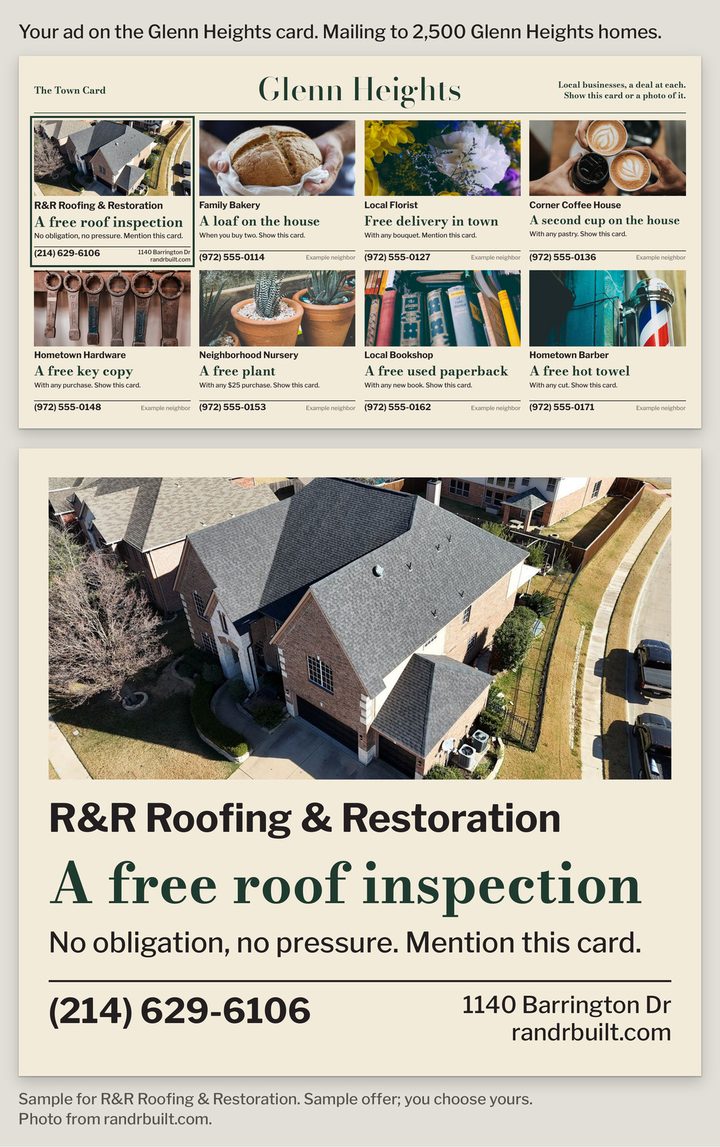 Your ad on the Glenn Heights card. Mailing to 2,500 Glenn Heights homes.
The Town Card
Glenn Heights
Local businesses, a deal at each.
Show this card or a photo of it.
R&R Roofing & Restoration
A free roof inspection
No obligation, no pressure. Mention this card.
(214) 629-6106
1140 Barrington Dr
randrbuilt.com
Family Bakery
A loaf on the house
When you buy two. Show this card.
(972) 555-0114
Example neighbor
Local Florist
Free delivery in town
With any bouquet. Mention this card.
(972) 555-0127
Example neighbor
Corner Coffee House
A second cup on the house
With any pastry. Show this card.
(972) 555-0136
Example neighbor
Hometown Hardware
A free key copy
With any purchase. Show this card.
(972) 555-0148
Example neighbor
Neighborhood Nursery
A free plant
With any $25 purchase. Show this card.
(972) 555-0153
Example neighbor
Local Bookshop
A free used paperback
With any new book. Show this card.
(972) 555-0162
Example neighbor
Hometown Barber
A free hot towel
With any cut. Show this card.
(972) 555-0171
Example neighbor
R&R Roofing & Restoration
A free roof inspection
No obligation, no pressure. Mention this card.
(214) 629-6106
1140 Barrington Dr
randrbuilt.com
Sample for R&R Roofing & Restoration. Sample offer; you choose yours.
Photo from randrbuilt.com.